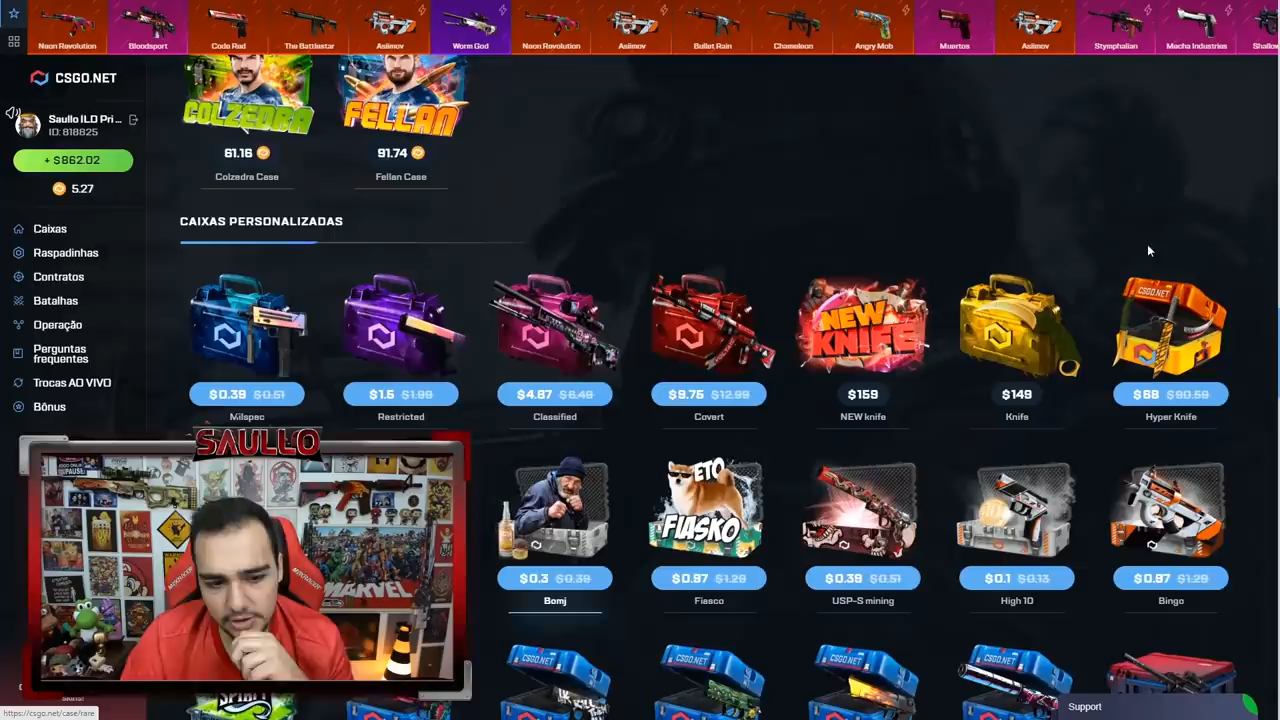 Neon Revolution
Bloodsport
Code Red
The Battlestar
Asiimov
Worm God
Neon Revolution
Asiimov
Bullet Rain
Chameleon
Angry Mob
Muertos
Asiimov
Stymphalian
Mecha Industries
CSGO.NET
Saullo ILD Pri ...
ID: 818825
+ $862.02
5.27
Caixas
Raspadinhas
Contratos
Batalhas
Operação
Perguntas
frequentes
Trocas AO VIVO
Bônus
COLZEDRA
FELLAN
61.16
91.74
Colzedra Case
Fellan Case
CAIXAS PERSONALIZADAS
NEW
KNIFE
CSGO.NET
$0.39 $0.51
$1.5 $1.99
$4.87 $6.49
$9.75 $12.99
$159
$149
$68 $90.59
Milspec
Restricted
Classified
Covert
NEW knife
Knife
Hyper Knife
SAULLO
ETO
FIASKO
$0.3 $0.39
$0.97 $1.29
$0.39 $0.51
$0.1 $0.13
$0.97 $1.29
Bomj
Fiasco
USP-S mining
High 10
Bingo
MARVEL
CSGO.NET
CSGO.NET
CSGO.NET
CSGO.NET
SPIRIT
skins!
Support
https://csgo.net/case/rare